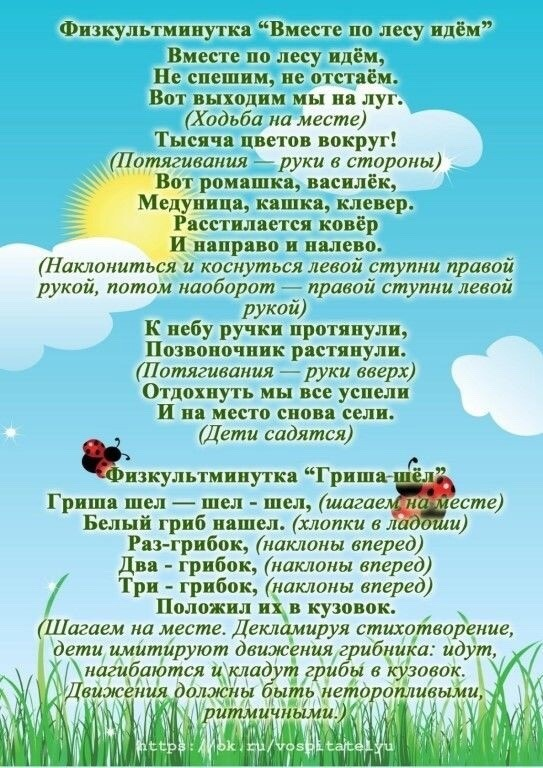 Физкультминутка “Вместе по лесу идём”
Вместе по лесу идём,
Не спешим, не отстаём.
Вот выходим мы на луг.
(Ходьба на месте)
Тысяча цветов вокруг!
(Потягивания — руки в стороны)
Вот ромашка, василёк,
Медуница, кашка, клевер.
Расстилается ковёр
И направо и налево.
(Наклониться и коснуться левой ступни правой
рукой, потом наоборот — правой ступни левой
рукой)
К небу ручки протянули,
Позвоночник растянули.
(Потягивания — руки вверх)
Отдохнуть мы все успели
И на место снова сели.
(Дети садятся)
Физкультминутка “Гриша шёл”
Гриша шел — шел - шел, (шагаем на месте)
Белый гриб нашел. (хлопки в ладоши)
Раз-грибок, (наклоны вперед)
Два - грибок, (наклоны вперед)
Три - грибок, (наклоны вперед)
Положил их в кузовок.
(Шагаем на месте. Декламируя стихотворение,
дети имитируют движения грибника: идут,
нагибаются и кладут грибы в кузовок.
Движения должны быть неторопливыми,
ритмичными.)
https://ok.ru/vospitatelyu